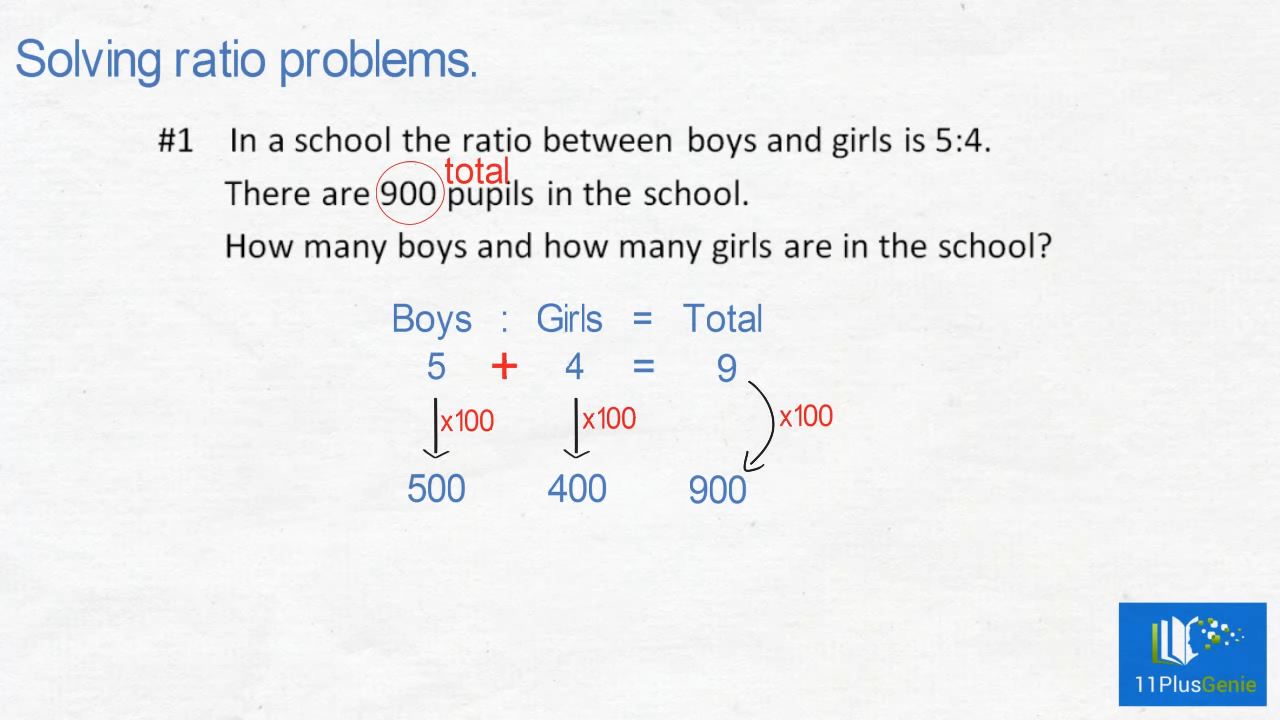 Solving ratio problems.
#1 In a school the ratio between boys and girls is 5:4.
total
There are 900 pupils in the school.
How many boys and how many girls are in the school?
Boys : Girls = Total
5 + 4 = 9
x100 x100 x100
500 400 900
11PlusGenie